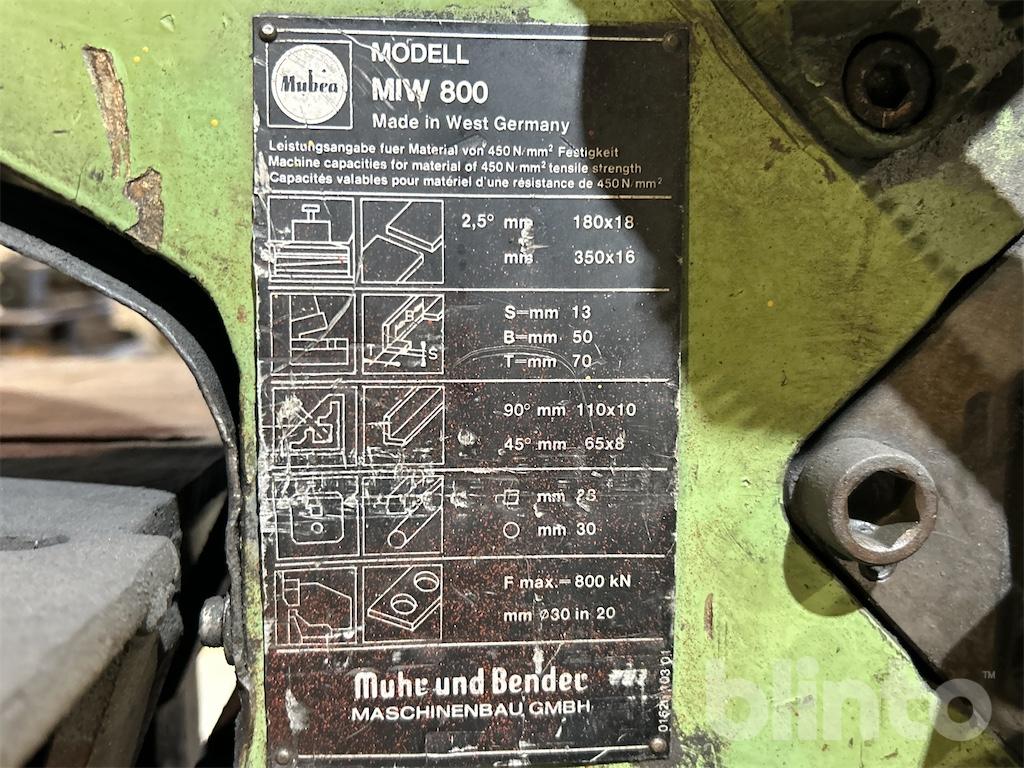 Mubea
MODELL
MIW 800
Made in West Germany
Leistungsangabe fuer Material von 450 N/mm² Festigkeit
Machine capacities for material of 450 N/mm² tensile strength
Capacités valables pour matériel d'une résistance de 450 N/mm²
2,5° mm 180x18
mm 350x16
S=mm 13
B=mm 50
T=mm 70
B
T S
90° mm 110x10
45° mm 65x8
mm 28
mm 30
F max.=800 kN
mm ⌀30 in 20
Muhr und Bender
MASCHINENBAU GMBH
blinto™